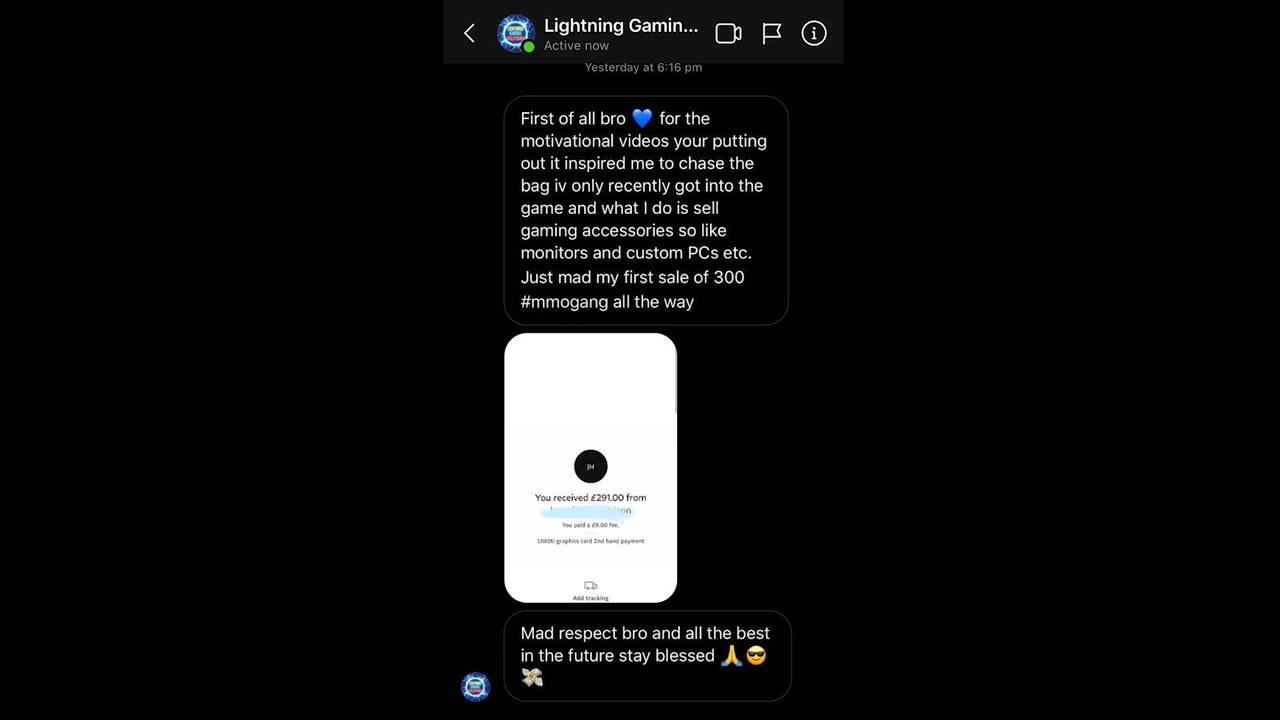 Lightning Gamin...
Active now
Yesterday at 6:16 pm
First of all bro 💙 for the
motivational videos your putting
out it inspired me to chase the
bag iv only recently got into the
game and what I do is sell
gaming accessories so like
monitors and custom PCs etc.
Just mad my first sale of 300
#mmogang all the way
JH
You received £291.00 from
You paid a £9.00 fee.
1080ti graphics card 2nd hand payment
Add tracking
Mad respect bro and all the best
in the future stay blessed 🙏😎
💸